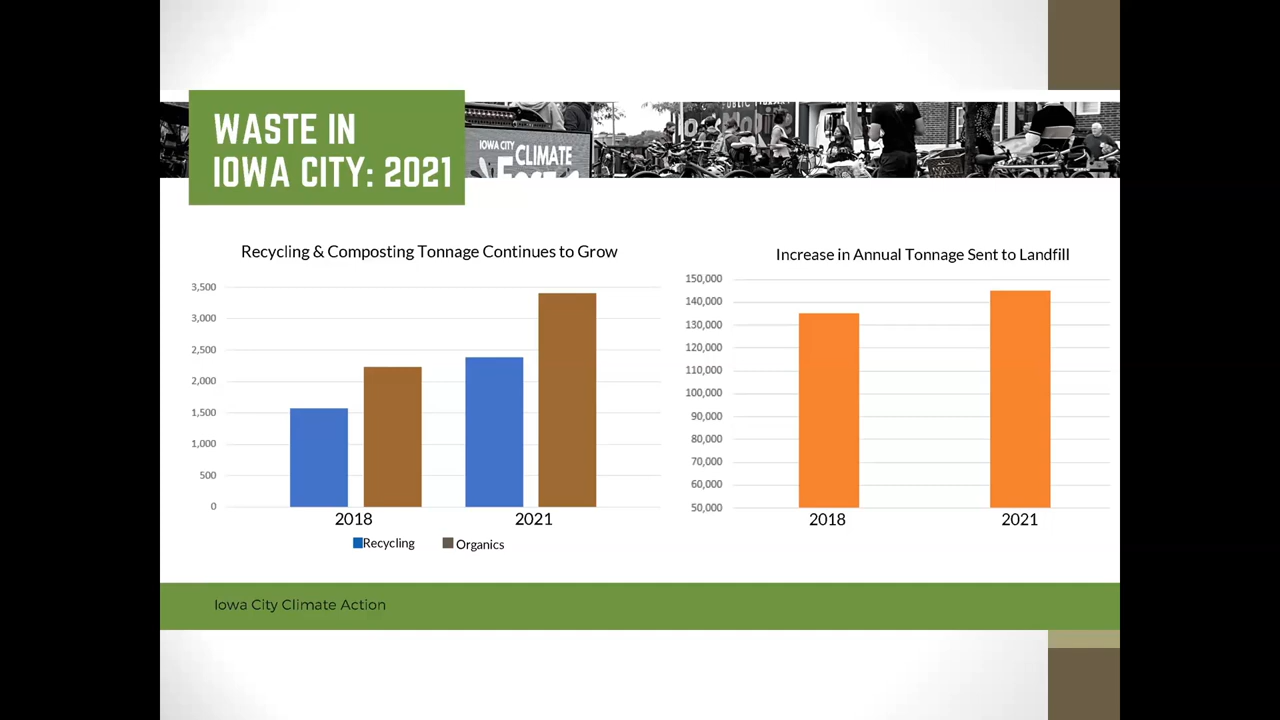 WASTE IN
IOWA CITY: 2021
IOWA CITY CLIMATE
Recycling & Composting Tonnage Continues to Grow
3,500
3,000
2,500
2,000
1,500
1,000
500
0
2018
2021
Recycling
Organics
Increase in Annual Tonnage Sent to Landfill
150,000
140,000
130,000
120,000
110,000
100,000
90,000
80,000
70,000
60,000
50,000
2018
2021
Iowa City Climate Action